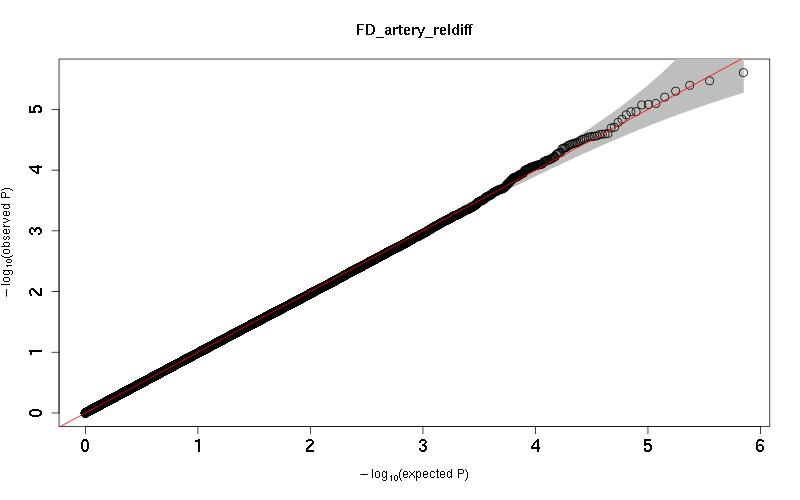 FD_artery_reldiff
5
4
3
2
1
0
− log10(observed P)
0 1 2 3 4 5 6
− log10(expected P)